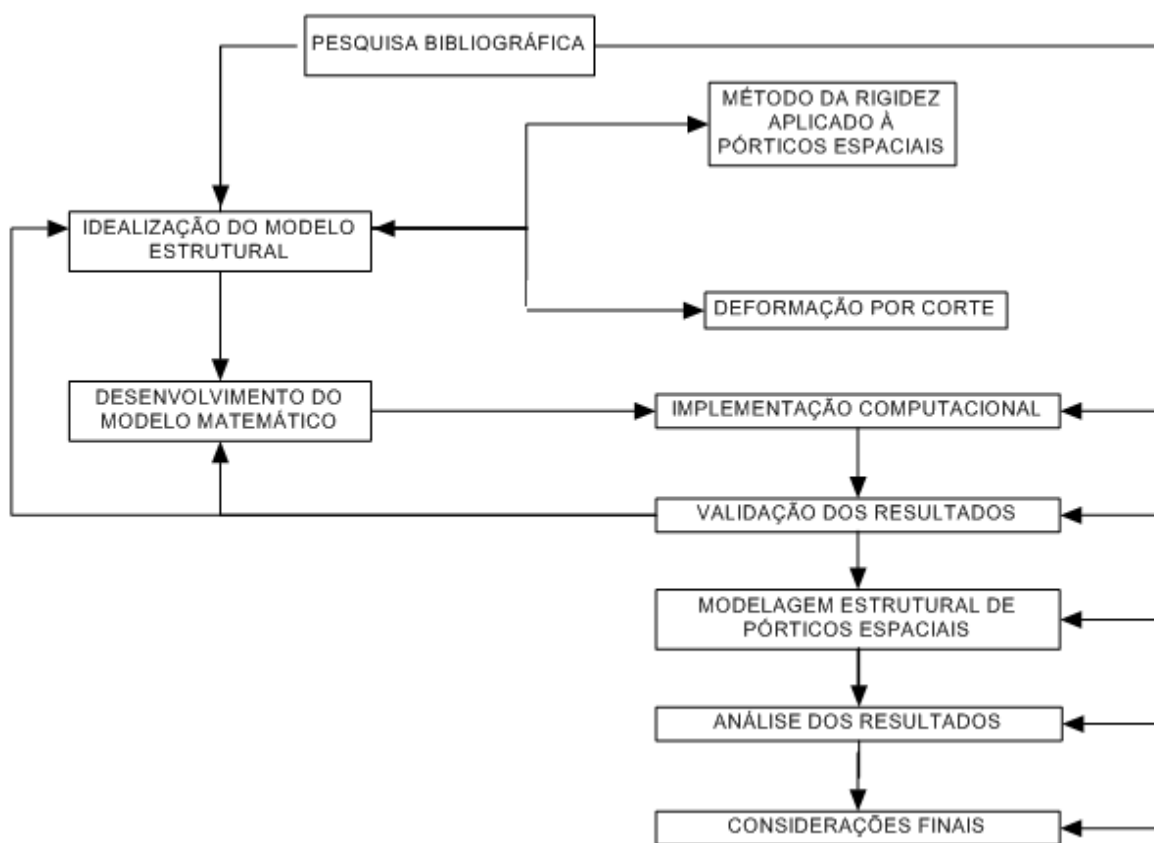 PESQUISA BIBLIOGRÁFICA
MÉTODO DA RIGIDEZ
APLICADO À
PÓRTICOS ESPACIAIS
IDEALIZAÇÃO DO MODELO
ESTRUTURAL
DEFORMAÇÃO POR CORTE
DESENVOLVIMENTO DO
MODELO MATEMÁTICO
IMPLEMENTAÇÃO COMPUTACIONAL
VALIDAÇÃO DOS RESULTADOS
MODELAGEM ESTRUTURAL DE
PÓRTICOS ESPACIAIS
ANÁLISE DOS RESULTADOS
CONSIDERAÇÕES FINAIS